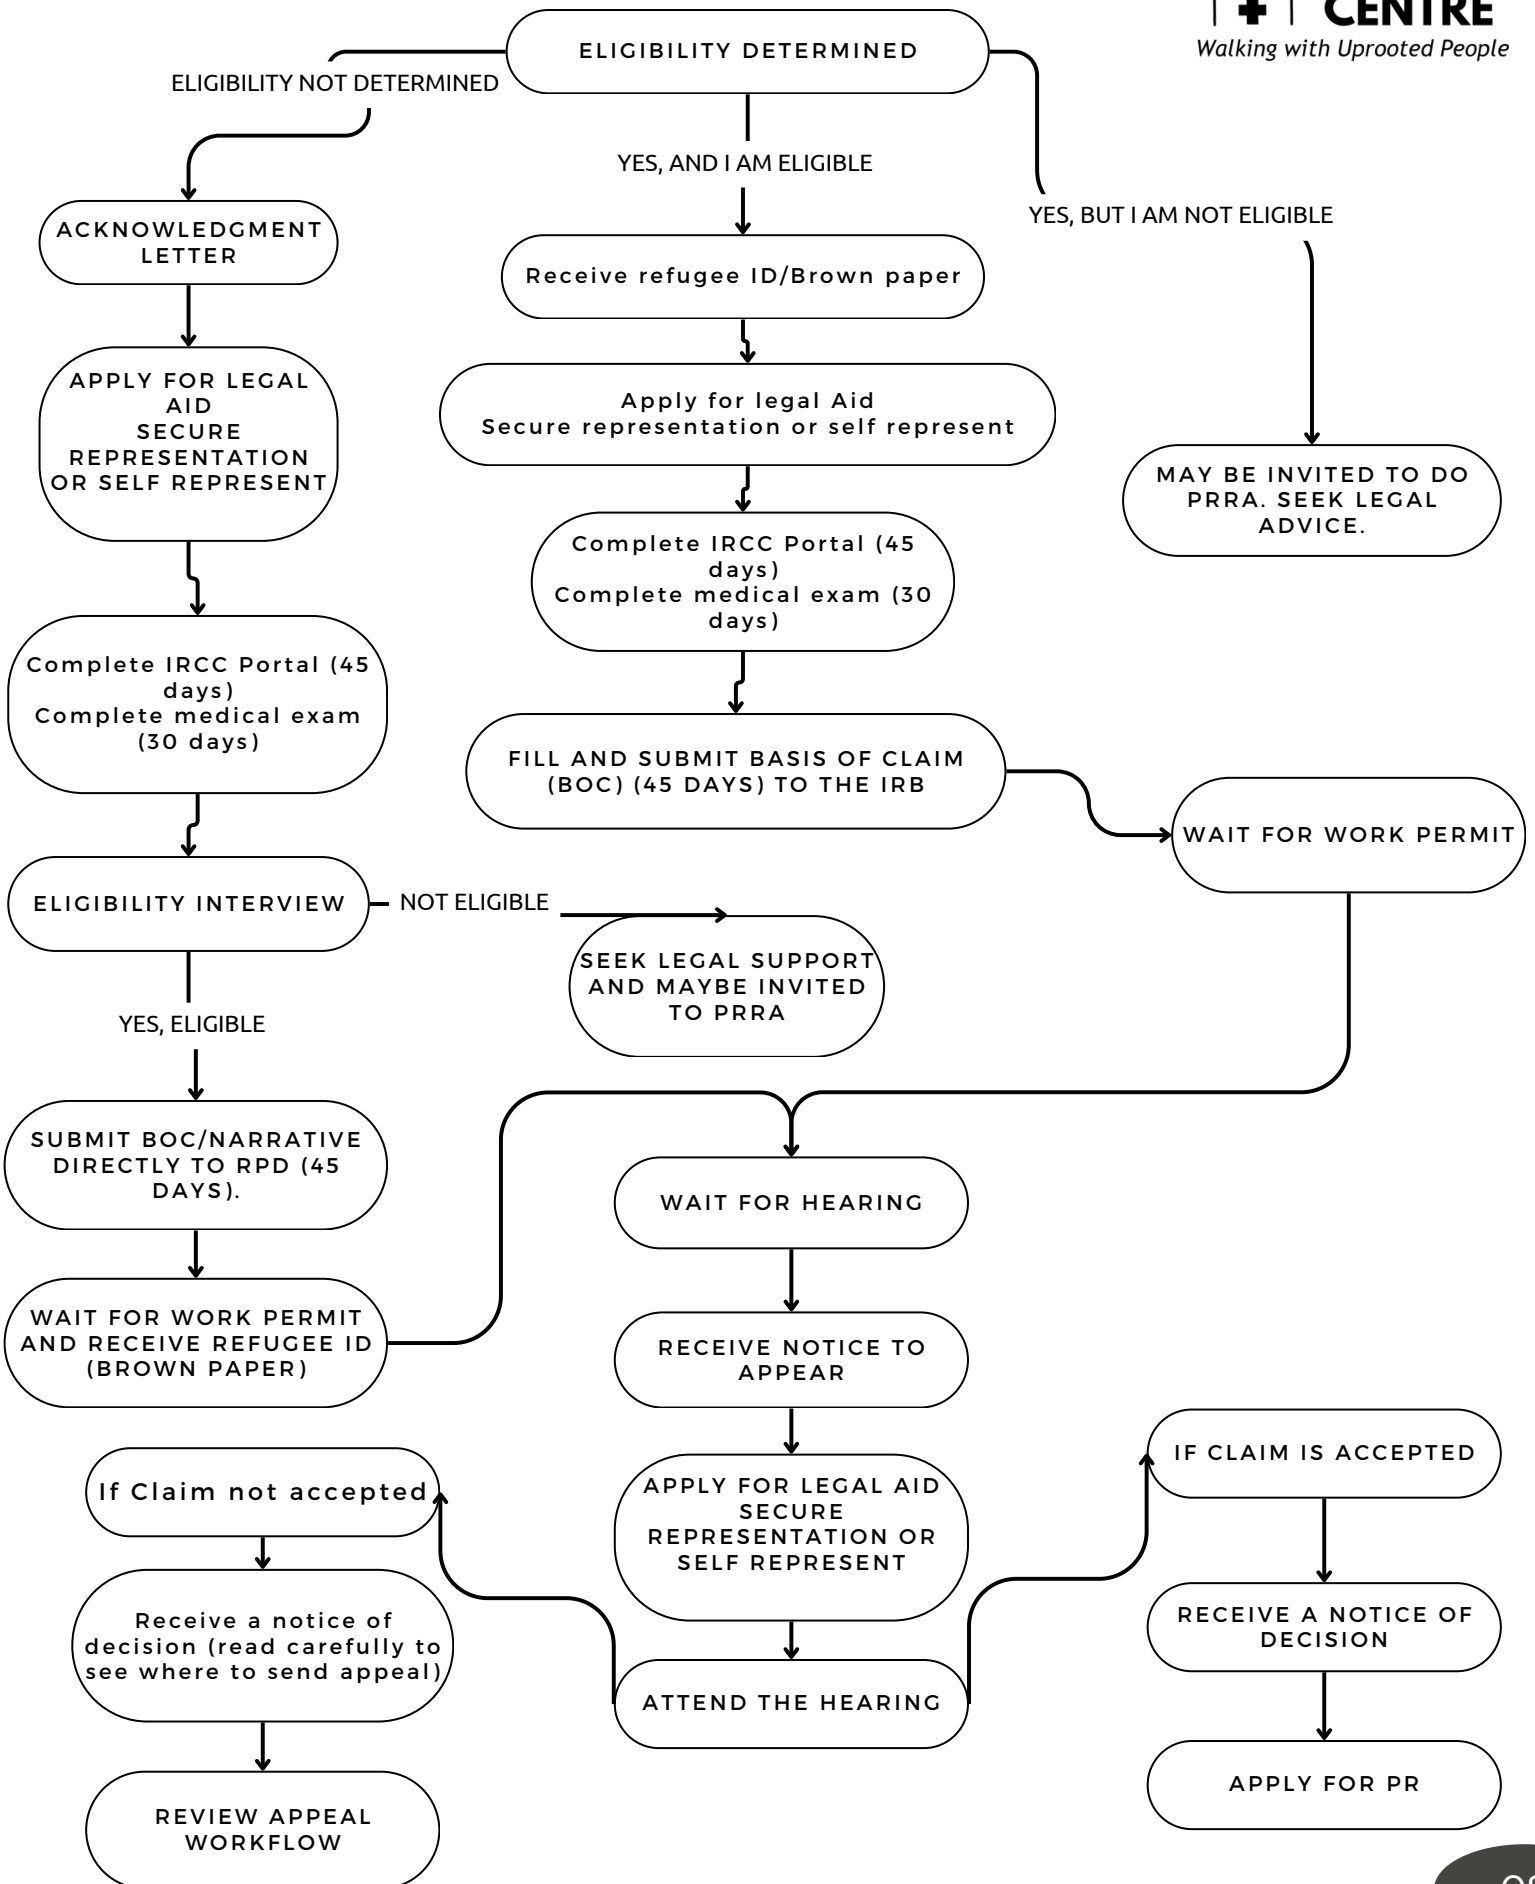 CENTRE
Walking with Uprooted People
ELIGIBILITY DETERMINED
ELIGIBILITY NOT DETERMINED
YES, AND I AM ELIGIBLE
YES, BUT I AM NOT ELIGIBLE
ACKNOWLEDGMENT
LETTER
Receive refugee ID/Brown paper
APPLY FOR LEGAL
AID
SECURE
REPRESENTATION
OR SELF REPRESENT
Apply for legal Aid
Secure representation or self represent
MAY BE INVITED TO DO
PRRA. SEEK LEGAL
ADVICE.
Complete IRCC Portal (45
days)
Complete medical exam (30
days)
Complete IRCC Portal (45
days)
Complete medical exam
(30 days)
FILL AND SUBMIT BASIS OF CLAIM
(BOC) (45 DAYS) TO THE IRB
WAIT FOR WORK PERMIT
ELIGIBILITY INTERVIEW
NOT ELIGIBLE
SEEK LEGAL SUPPORT
AND MAYBE INVITED
TO PRRA
YES, ELIGIBLE
SUBMIT BOC/NARRATIVE
DIRECTLY TO RPD (45
DAYS).
WAIT FOR HEARING
WAIT FOR WORK PERMIT
AND RECEIVE REFUGEE ID
(BROWN PAPER)
RECEIVE NOTICE TO
APPEAR
If Claim not accepted
APPLY FOR LEGAL AID
SECURE
REPRESENTATION OR
SELF REPRESENT
IF CLAIM IS ACCEPTED
Receive a notice of
decision (read carefully to
see where to send appeal)
RECEIVE A NOTICE OF
DECISION
ATTEND THE HEARING
APPLY FOR PR
REVIEW APPEAL
WORKFLOW